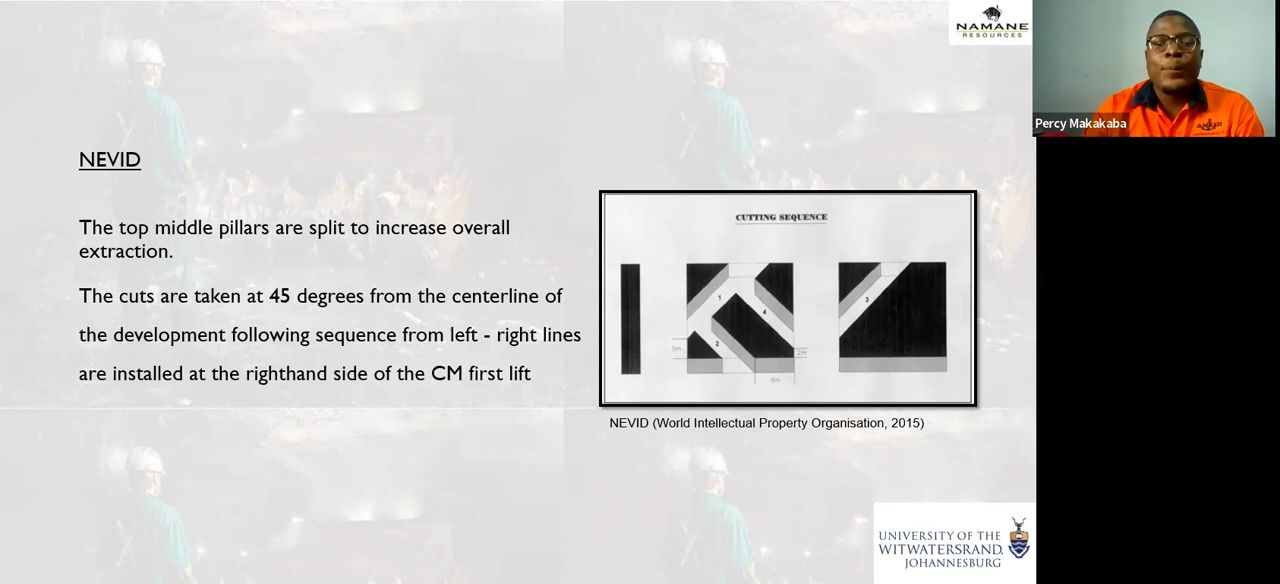 NAMANE
RESOURCES
Percy Makakaba
NEVID
The top middle pillars are split to increase overall
extraction.
The cuts are taken at 45 degrees from the centerline of
the development following sequence from left - right lines
are installed at the righthand side of the CM first lift
CUTTING SEQUENCE
1
2
3
4
5m
2m
6m
NEVID (World Intellectual Property Organisation, 2015)
UNIVERSITY OF THE
WITWATERSRAND,
JOHANNESBURG